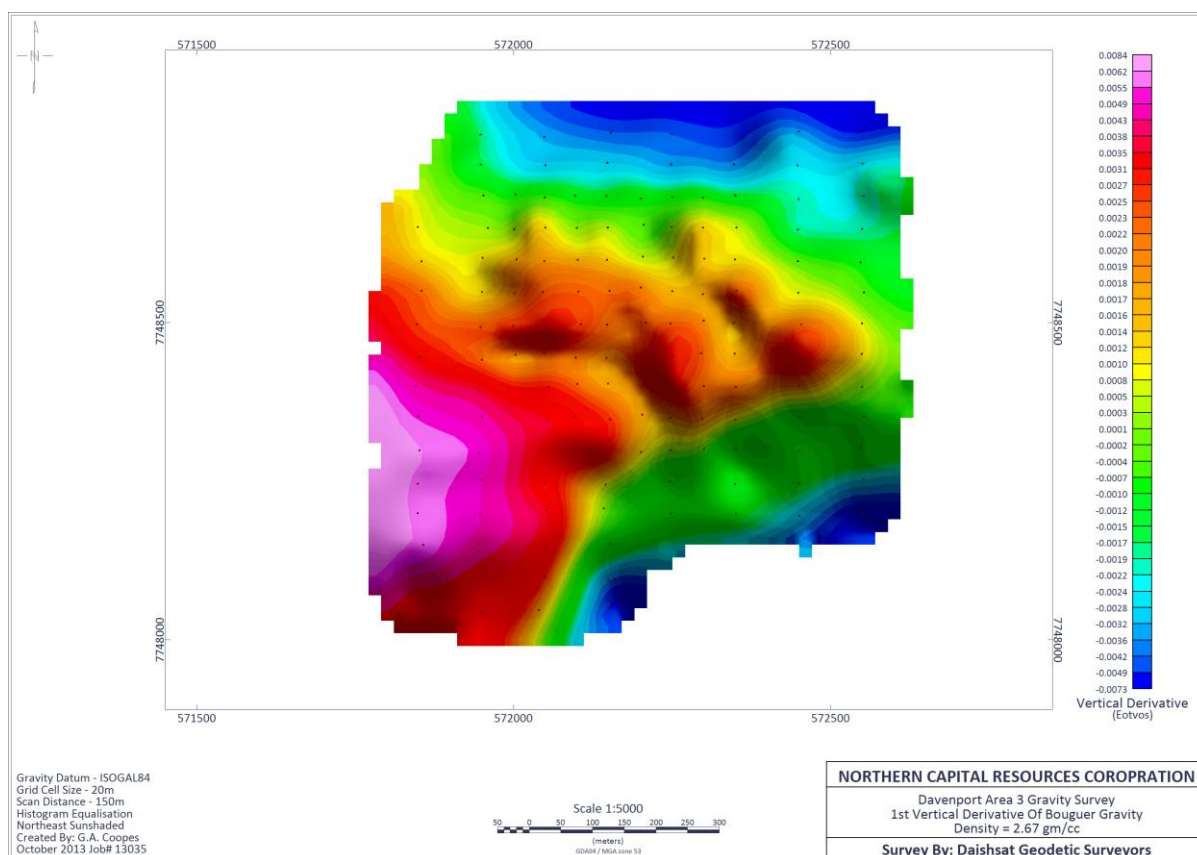 N
571500 572000 572500
7748500 7748500
7748000 7748000
571500 572000 572500
0.0084
0.0062
0.0055
0.0049
0.0043
0.0038
0.0035
0.0031
0.0027
0.0025
0.0023
0.0022
0.0020
0.0018
0.0017
0.0014
0.0012
0.0010
0.0008
0.0005
0.0003
0.0001
-0.0002
-0.0004
-0.0007
-0.0010
-0.0015
-0.0017
-0.0019
-0.0022
-0.0024
-0.0028
-0.0032
-0.0036
-0.0042
-0.0049
-0.0073
Vertical Derivative
(Eotvos)
Gravity Datum - ISOGAL84
Grid Cell Size - 20m
Scan Distance - 150m
Histogram Equalisation
Northeast Sunshaded
Created By: G.A. Coopes
October 2013 Job# 13035
Scale 1:5000
50 0 50 100 150 200 250 300
(meters)
GDA94 / MGA zone 53
NORTHERN CAPITAL RESOURCES COROPRATION
Davenport Area 3 Gravity Survey
1st Vertical Derivative Of Bouguer Gravity
Density = 2.67 gm/cc
Survey By: Daishsat Geodetic Surveyors